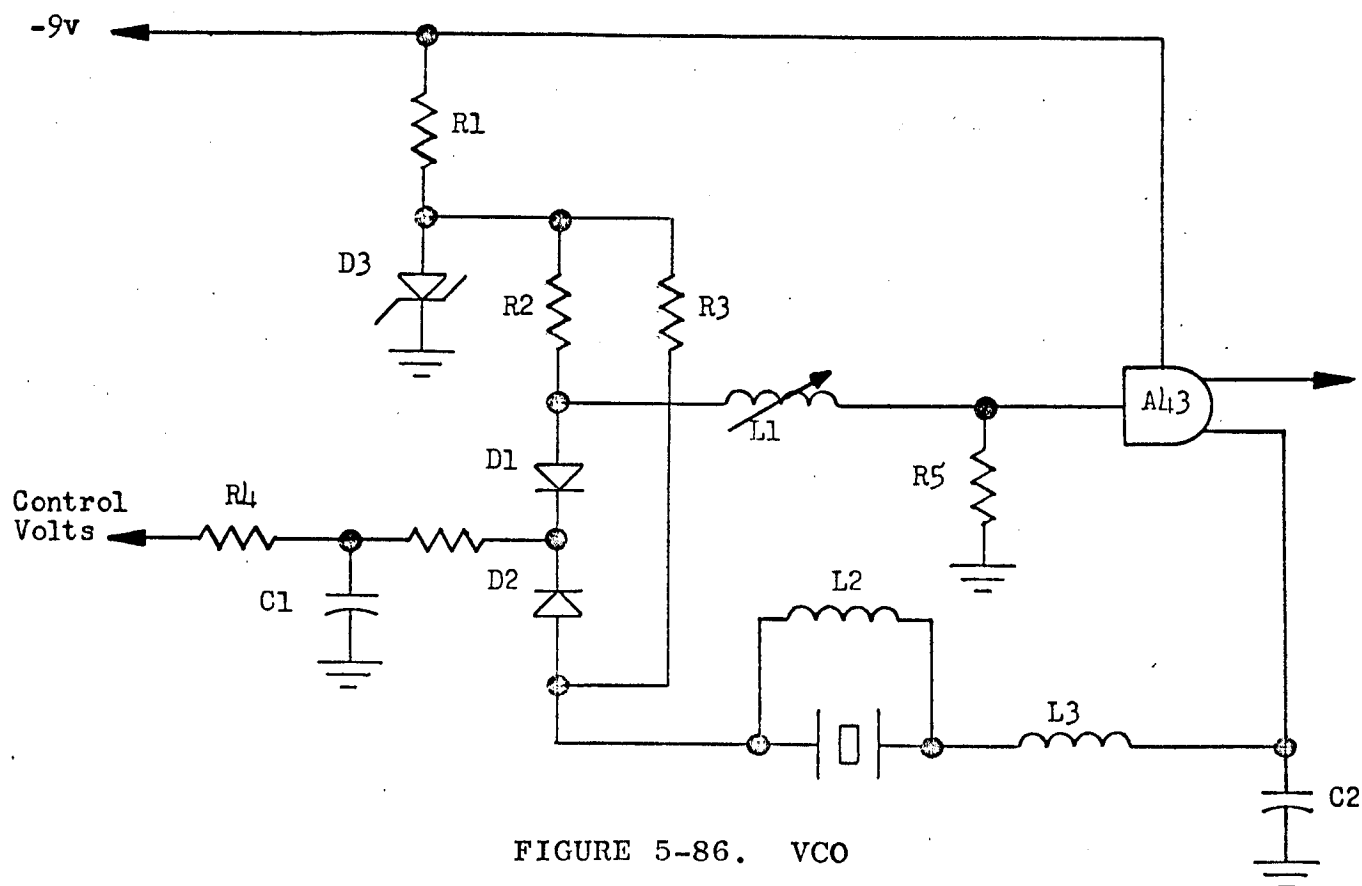 -9v
R1
D3
R2
R3
A43
L1
D1
R5
Control
Volts
R4
D2
L2
C1
L3
C2
FIGURE 5-86. VCO